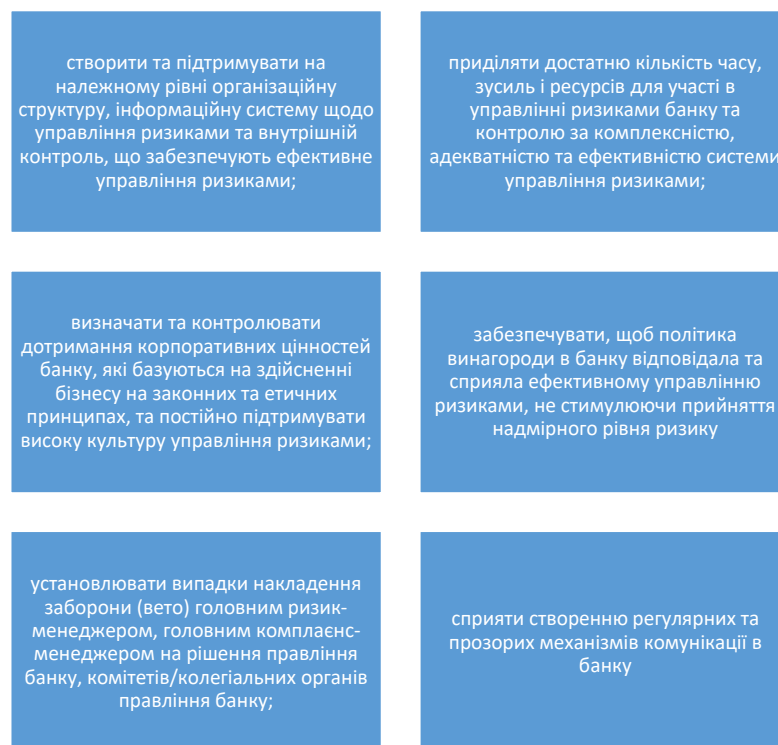 створити та підтримувати на
належному рівні організаційну
структуру, інформаційну систему щодо
управління ризиками та внутрішній
контроль, що забезпечують ефективне
управління ризиками;
приділяти достатню кількість часу,
зусиль і ресурсів для участі в
управлінні ризиками банку та
контролю за комплексністю,
адекватністю та ефективністю системи
управління ризиками;
визначати та контролювати
дотримання корпоративних цінностей
банку, які базуються на здійсненні
бізнесу на законних та етичних
принципах, та постійно підтримувати
високу культуру управління ризиками;
забезпечувати, щоб політика
винагороди в банку відповідала та
сприяла ефективному управлінню
ризиками, не стимулюючи прийняття
надмірного рівня ризику
установлювати випадки накладення
заборони (вето) головним ризик-
менеджером, головним комплаєнс-
менеджером на рішення правління
банку, комітетів/колегіальних органів
правління банку;
сприяти створенню регулярних та
прозорих механізмів комунікації в
банку